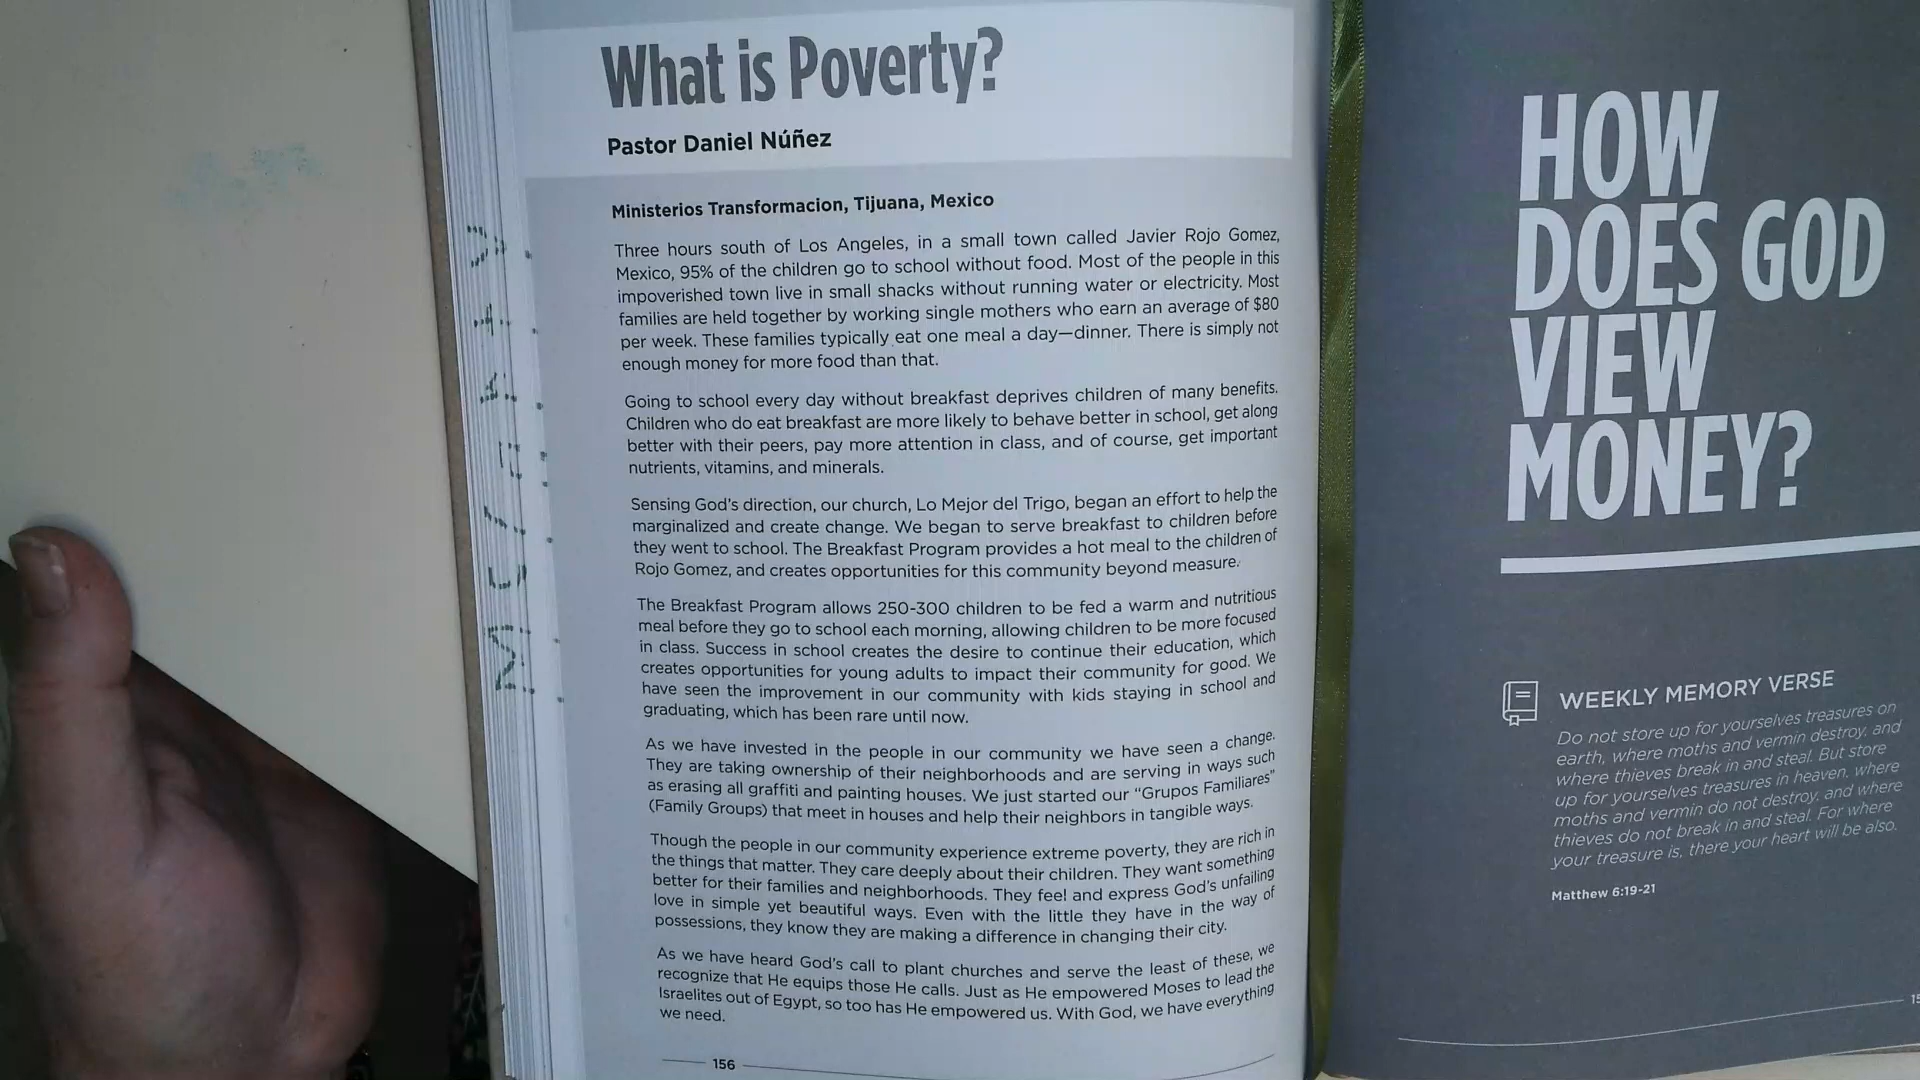 What is Poverty?
Pastor Daniel Núñez
Ministerios Transformacion, Tijuana, Mexico
Three hours south of Los Angeles, in a small town called Javier Rojo Gomez,
Mexico, 95% of the children go to school without food. Most of the people in this
impoverished town live in small shacks without running water or electricity. Most
families are held together by working single mothers who earn an average of $80
per week. These families typically eat one meal a day—dinner. There is simply not
enough money for more food than that.
Going to school every day without breakfast deprives children of many benefits.
Children who do eat breakfast are more likely to behave better in school, get along
better with their peers, pay more attention in class, and of course, get important
nutrients, vitamins, and minerals.
Sensing God's direction, our church, Lo Mejor del Trigo, began an effort to help the
marginalized and create change. We began to serve breakfast to children before
they went to school. The Breakfast Program provides a hot meal to the children of
Rojo Gomez, and creates opportunities for this community beyond measure.
The Breakfast Program allows 250-300 children to be fed a warm and nutritious
meal before they go to school each morning, allowing children to be more focused
in class. Success in school creates the desire to continue their education, which
creates opportunities for young adults to impact their community for good. We
have seen the improvement in our community with kids staying in school and
graduating, which has been rare until now.
As we have invested in the people in our community we have seen a change.
They are taking ownership of their neighborhoods and are serving in ways such
as erasing all graffiti and painting houses. We just started our "Grupos Familiares"
(Family Groups) that meet in houses and help their neighbors in tangible ways.
Though the people in our community experience extreme poverty, they are rich in
the things that matter. They care deeply about their children. They want something
better for their families and neighborhoods. They feel and express God's unfailing
love in simple yet beautiful ways. Even with the little they have in the way of
possessions, they know they are making a difference in changing their city.
As we have heard God's call to plant churches and serve the least of these, we
recognize that He equips those He calls. Just as He empowered Moses to lead the
Israelites out of Egypt, so too has He empowered us. With God, we have everything
we need.
156
HOW
DOES GOD
VIEW
MONEY?
WEEKLY MEMORY VERSE
Do not store up for yourselves treasures on
earth, where moths and vermin destroy, and
where thieves break in and steal. But store
up for yourselves treasures in heaven, where
moths and vermin do not destroy, and where
thieves do not break in and steal. For where
your treasure is, there your heart will be also.
Matthew 6:19-21